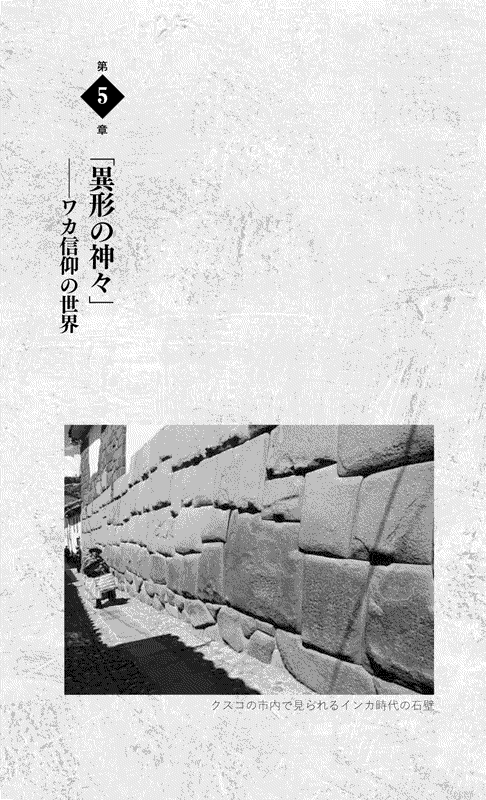 第
5
章
「異形の神々」
──ワカ信仰の世界
クスコの市内で見られるインカ時代の石壁